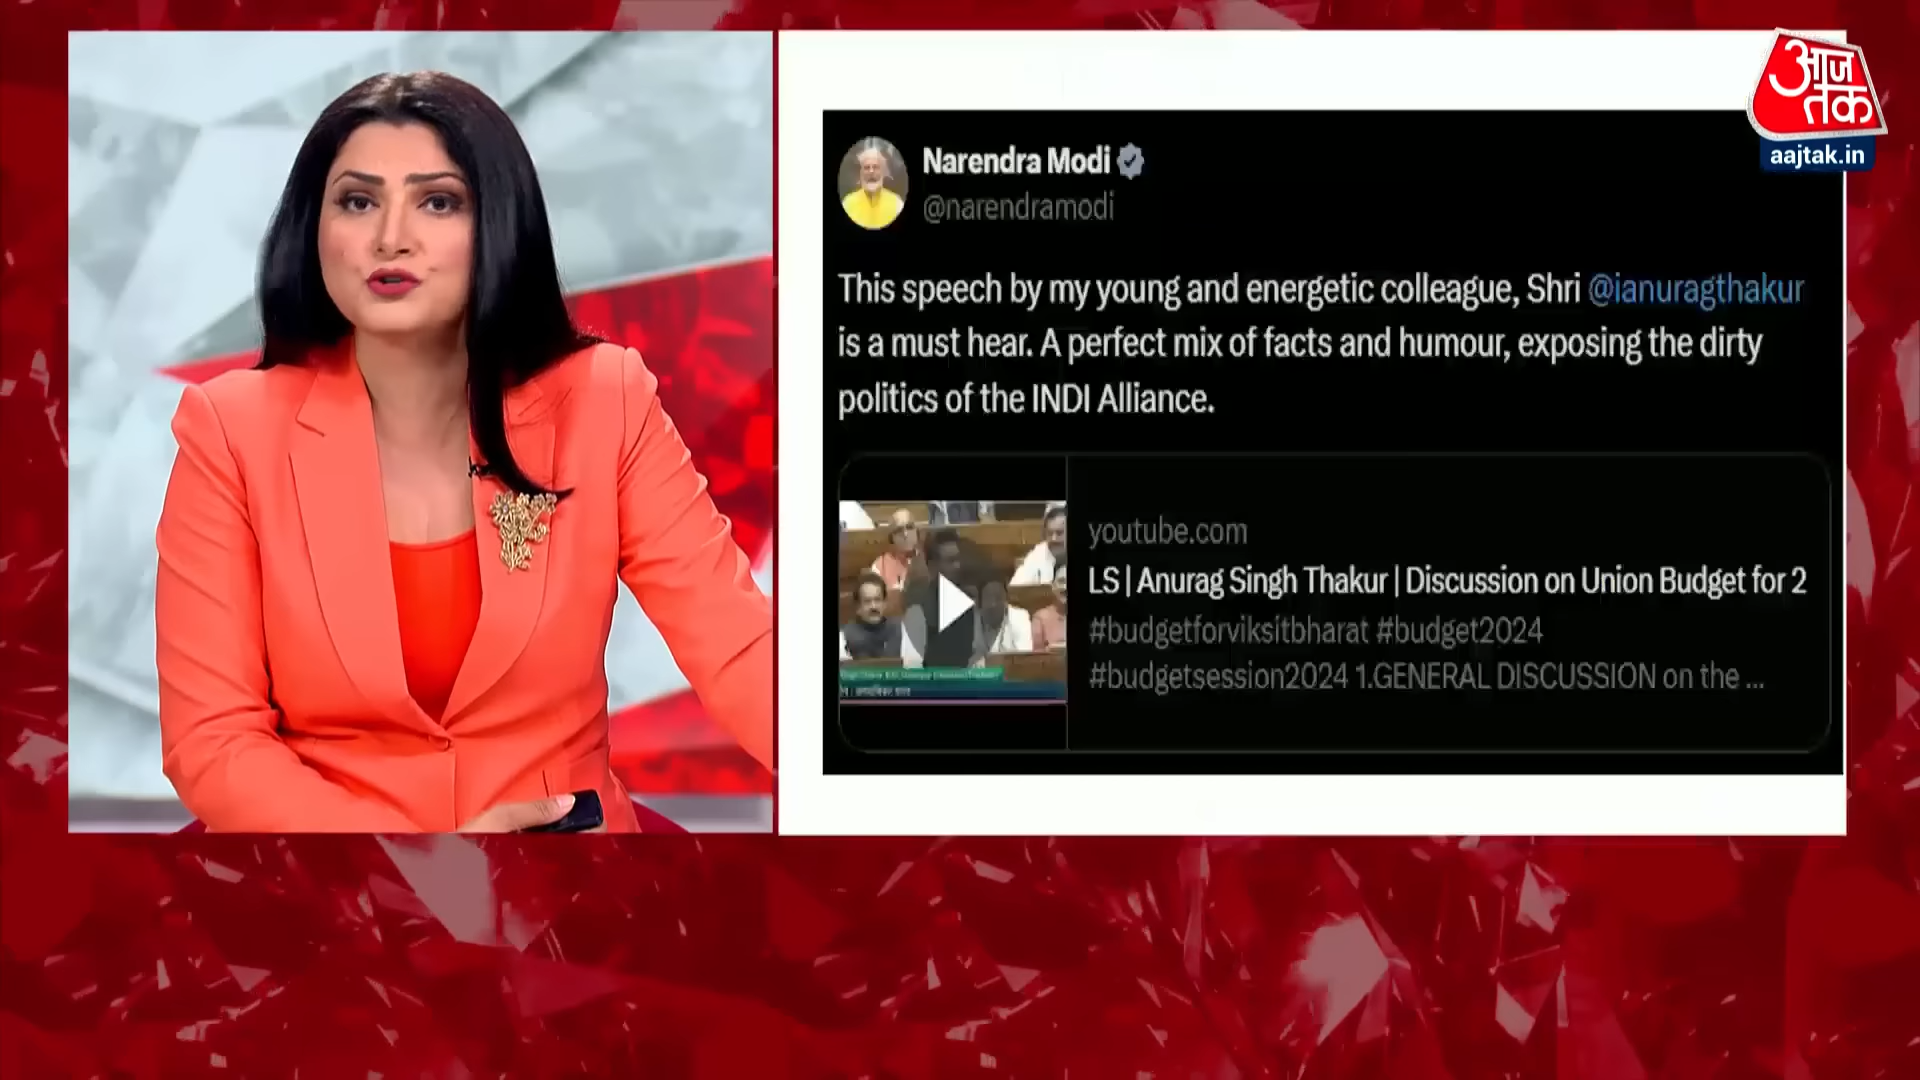 आज
तक
aajtak.in
Narendra Modi
@narendramodi
This speech by my young and energetic colleague, Shri @ianuragthakur
is a must hear. A perfect mix of facts and humour, exposing the dirty
politics of the INDI Alliance.
youtube.com
LS | Anurag Singh Thakur | Discussion on Union Budget for 2
#budgetforviksitbharat #budget2024
#budgetsession2024 1.GENERAL DISCUSSION on the ...